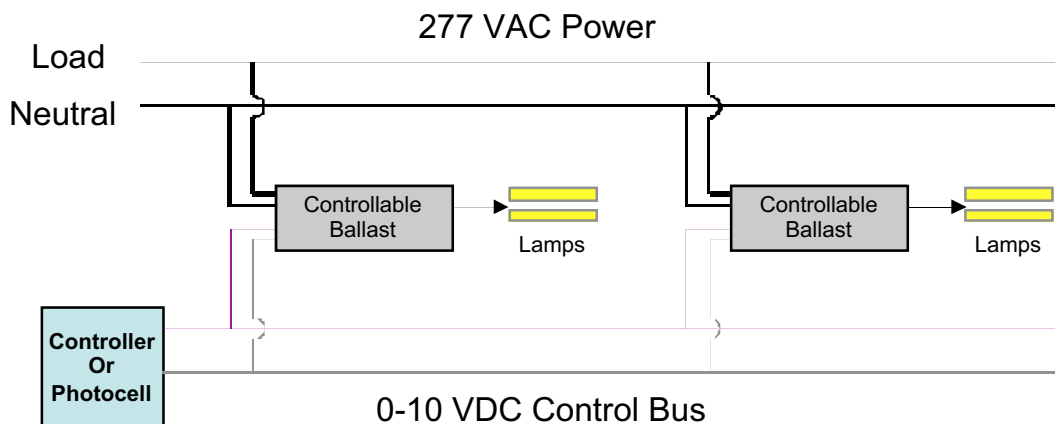 277 VAC Power
Load
Neutral
Controllable
Ballast
Lamps
Controllable
Ballast
Lamps
Controller
Or
Photocell
0-10 VDC Control Bus